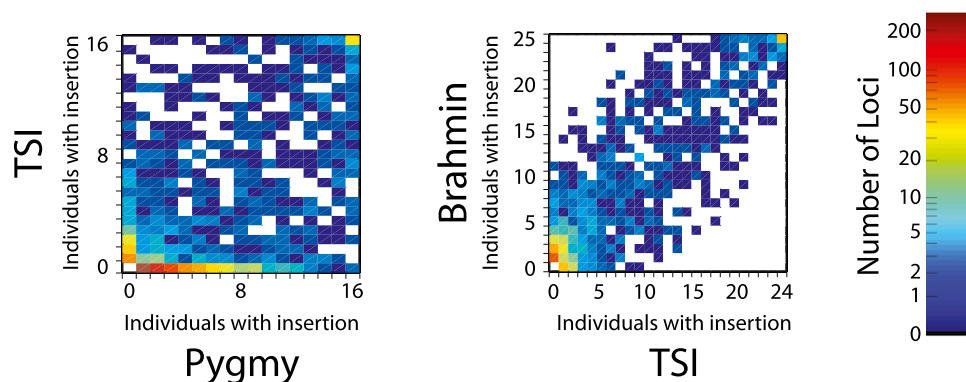 TSI
Individuals with insertion
16
8
0
0 8 16
Individuals with insertion
Pygmy
Brahmin
Individuals with insertion
25
20
15
10
5
0
0 5 10 15 20 24
Individuals with insertion
TSI
Number of Loci
200
100
50
20
10
5
2
1
0